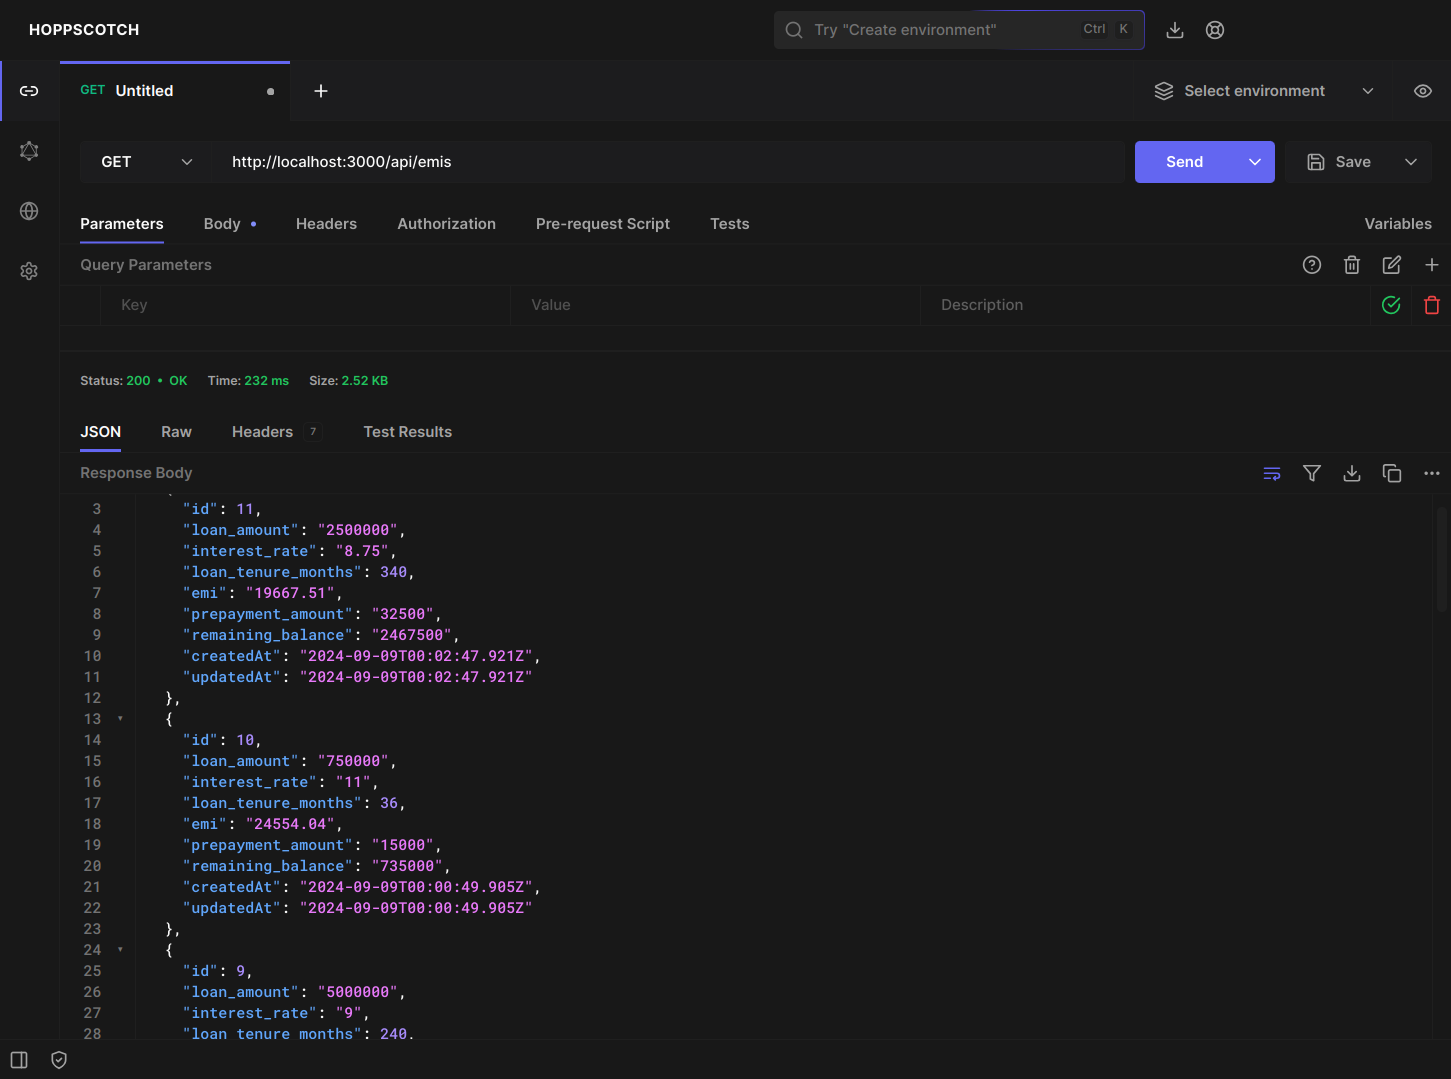 HOPPSCOTCH
Try "Create environment" Ctrl K
GET Untitled
Select environment
GET http://localhost:3000/api/emis Send Save
Parameters Body Headers Authorization Pre-request Script Tests Variables
Query Parameters
Key Value Description
Status: 200 • OK Time: 232 ms Size: 2.52 KB
JSON Raw Headers 7 Test Results
Response Body
3 "id": 11,
4 "loan_amount": "2500000",
5 "interest_rate": "8.75",
6 "loan_tenure_months": 340,
7 "emi": "19667.51",
8 "prepayment_amount": "32500",
9 "remaining_balance": "2467500",
10 "createdAt": "2024-09-09T00:02:47.921Z",
11 "updatedAt": "2024-09-09T00:02:47.921Z"
12 },
13 {
14 "id": 10,
15 "loan_amount": "750000",
16 "interest_rate": "11",
17 "loan_tenure_months": 36,
18 "emi": "24554.04",
19 "prepayment_amount": "15000",
20 "remaining_balance": "735000",
21 "createdAt": "2024-09-09T00:00:49.905Z",
22 "updatedAt": "2024-09-09T00:00:49.905Z"
23 },
24 {
25 "id": 9,
26 "loan_amount": "5000000",
27 "interest_rate": "9",
28 "loan_tenure_months": 240,